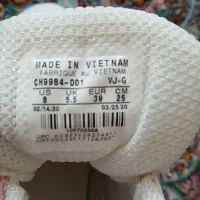 MADE IN VIETNAM
FABRIQUE AU VIETNAM
CH9984-001 VJ-G
US UK EUR CM
8 5.5 39 25
02/14/20 03/23/20